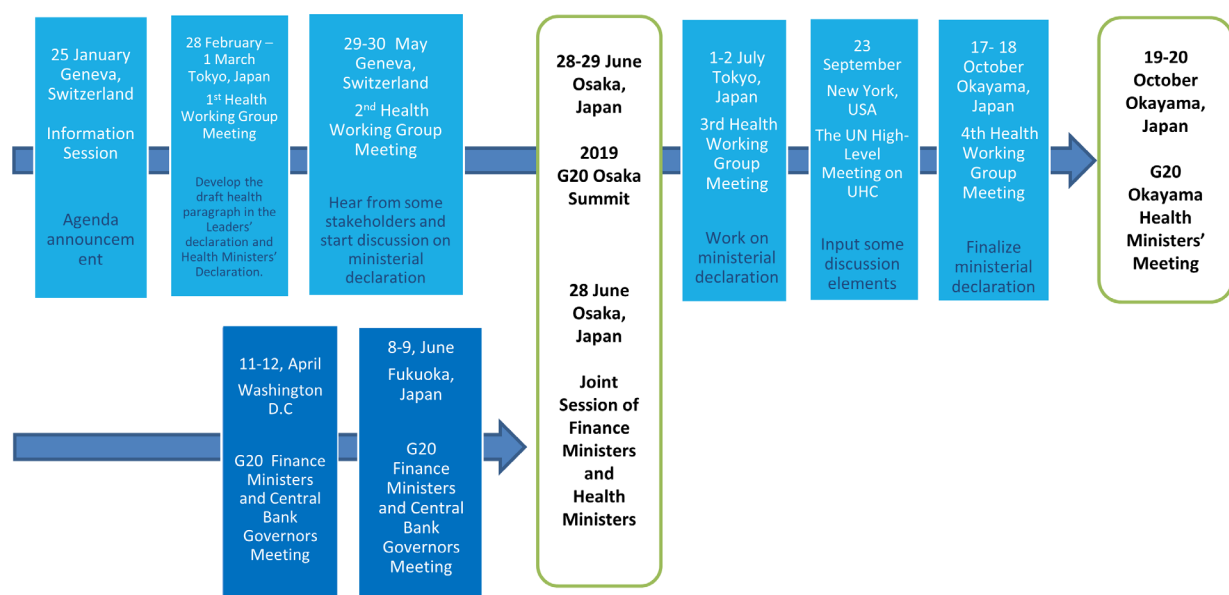 25 January
Geneva,
Switzerland
Information
Session
Agenda
announcem
ent
28 February –
1 March
Tokyo, Japan
1st Health
Working Group
Meeting
Develop the
draft health
paragraph in the
Leaders'
declaration and
Health Ministers'
Declaration.
29-30 May
Geneva,
Switzerland
2nd Health
Working Group
Meeting
Hear from some
stakeholders and
start discussion on
ministerial
declaration
28-29 June
Osaka,
Japan
2019
G20 Osaka
Summit
28 June
Osaka,
Japan
Joint
Session of
Finance
Ministers
and
Health
Ministers
1-2 July
Tokyo,
Japan
3rd Health
Working
Group
Meeting
Work on
ministerial
declaration
23
September
New York,
USA
The UN High-
Level
Meeting on
UHC
Input some
discussion
elements
17- 18
October
Okayama,
Japan
4th Health
Working
Group
Meeting
Finalize
ministerial
declaration
19-20
October
Okayama,
Japan
G20
Okayama
Health
Ministers'
Meeting
11-12, April
Washington
D.C
G20 Finance
Ministers
and Central
Bank
Governors
Meeting
8-9, June
Fukuoka,
Japan
G20
Finance
Ministers
and Central
Bank
Governors
Meeting